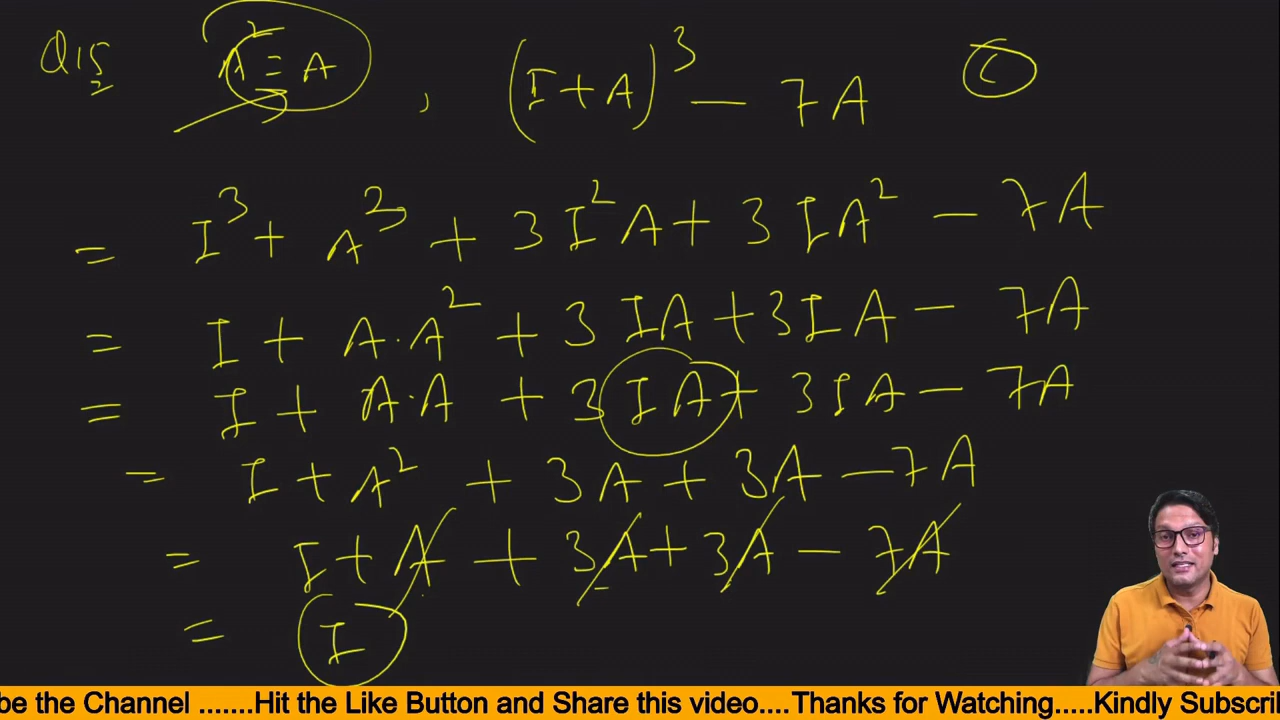 Q15 A² = A , (I + A)³ − 7A C
= I³ + A³ + 3I²A + 3IA² − 7A
= I + A·A² + 3IA + 3IA − 7A
= I + A·A + 3IA + 3IA − 7A
= I + A² + 3A + 3A − 7A
= I + A + 3A + 3A − 7A
= I
be the Channel .......Hit the Like Button and Share this video....Thanks for Watching.....Kindly Subscri